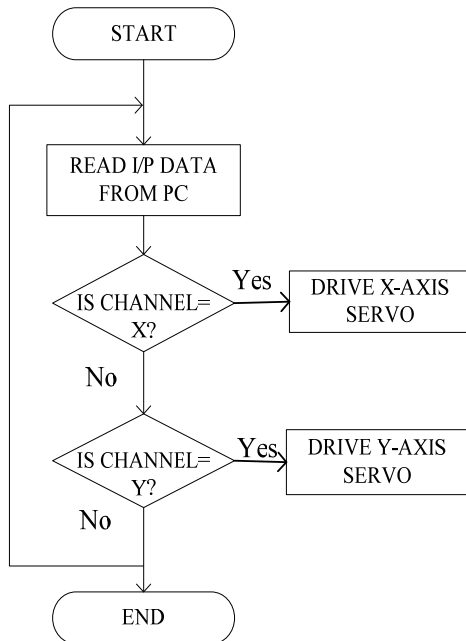 START
READ I/P DATA
FROM PC
IS CHANNEL=
X?
Yes
DRIVE X-AXIS
SERVO
No
IS CHANNEL=
Y?
Yes
DRIVE Y-AXIS
SERVO
No
END